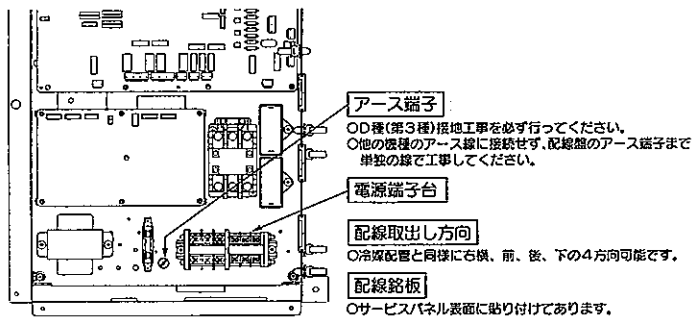 アース端子
○D種(第3種)接地工事を必ず行ってください。
○他の機種のアース線に接続せず、配線盤のアース端子まで
単独の線で工事してください。
電源端子台
配線取出し方向
○冷媒配管と同様に右横、前、後、下の4方向可能です。
配線銘板
○サービスパネル裏面に貼り付けてあります。